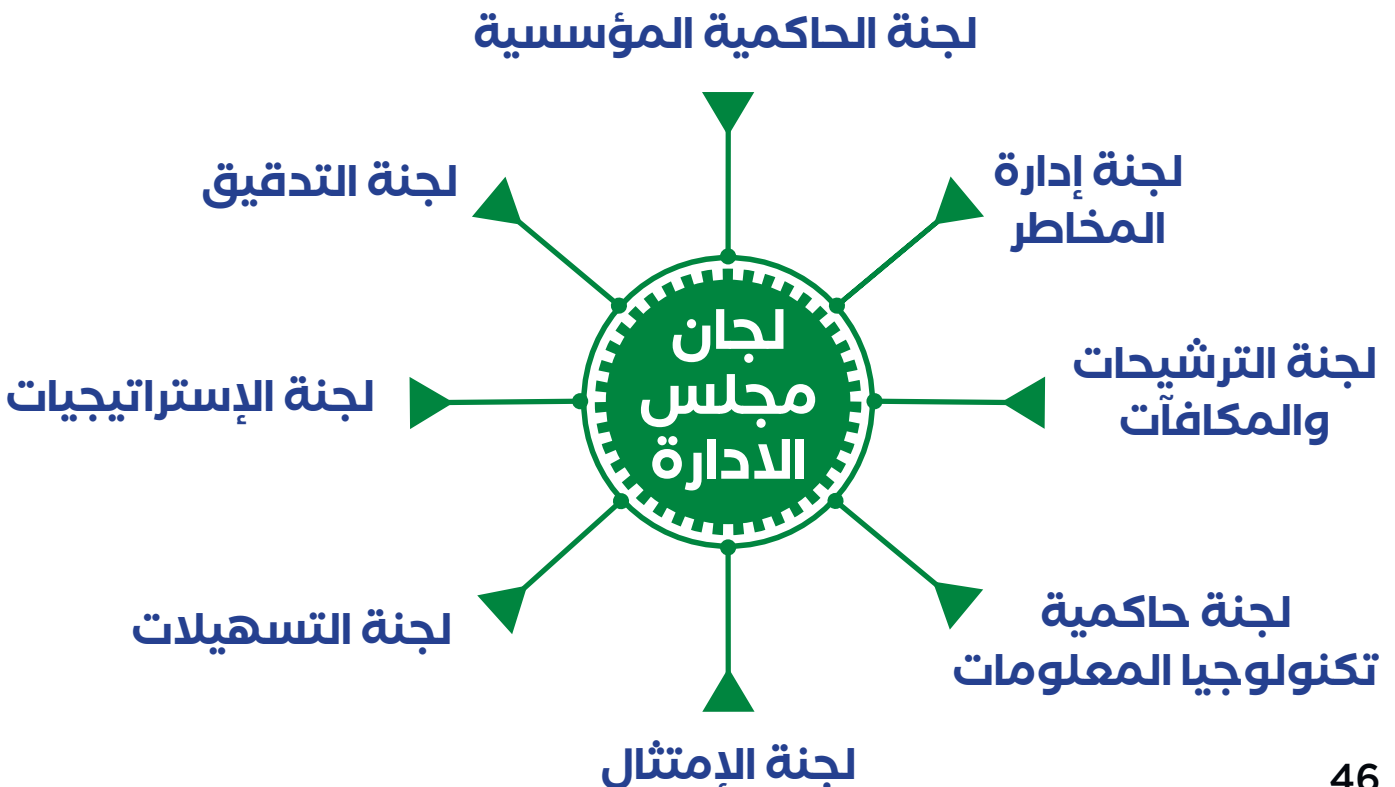 لجنة الحاكمية المؤسسية
لجنة إدارة
المخاطر
لجنة التدقيق
لجان
مجلس
الادارة
لجنة الترشيحات
والمكافآت
لجنة الإستراتيجيات
لجنة حاكمية
تكنولوجيا المعلومات
لجنة التسهيلات
لجنة الإمتثال
46